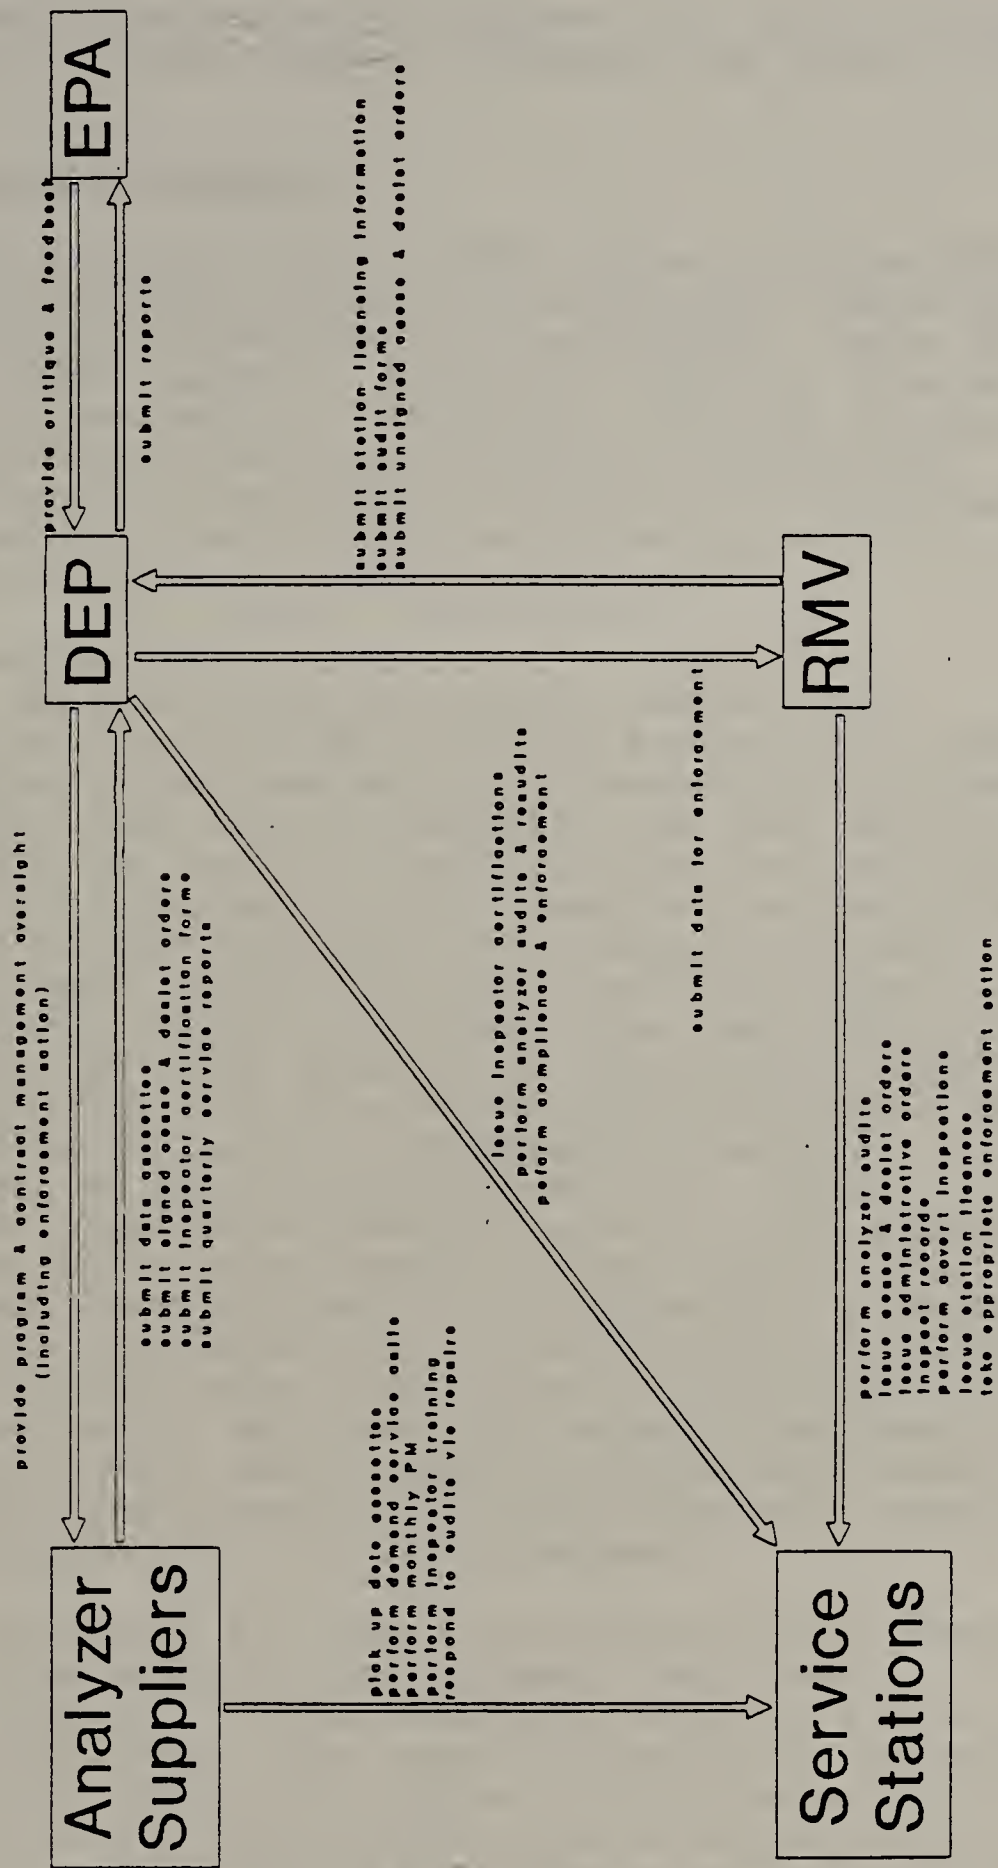 Analyzer
Suppliers
DEP
EPA
provide program & contract management oversight
(including enforcement action)
submit data cassettes
submit signed cease & desist orders
submit inspector certification forms
submit quarterly service reports
provide critique & feedback
submit reports
pick up data cassettes
perform demand service calls
perform monthly PM
perform inspector training
respond to audits via repairs
issue inspector certifications
perform analyzer audits & reaudits
peform compliance & enforcement
submit data for enforcement
submit station licensing information
submit audit forms
submit unsigned cease & desist orders
Service
Stations
RMV
perform analyzer audits
issue cease & desist orders
issue administrative orders
inspect records
perform covert inspections
issue station licenses
take appropriate enforcement action